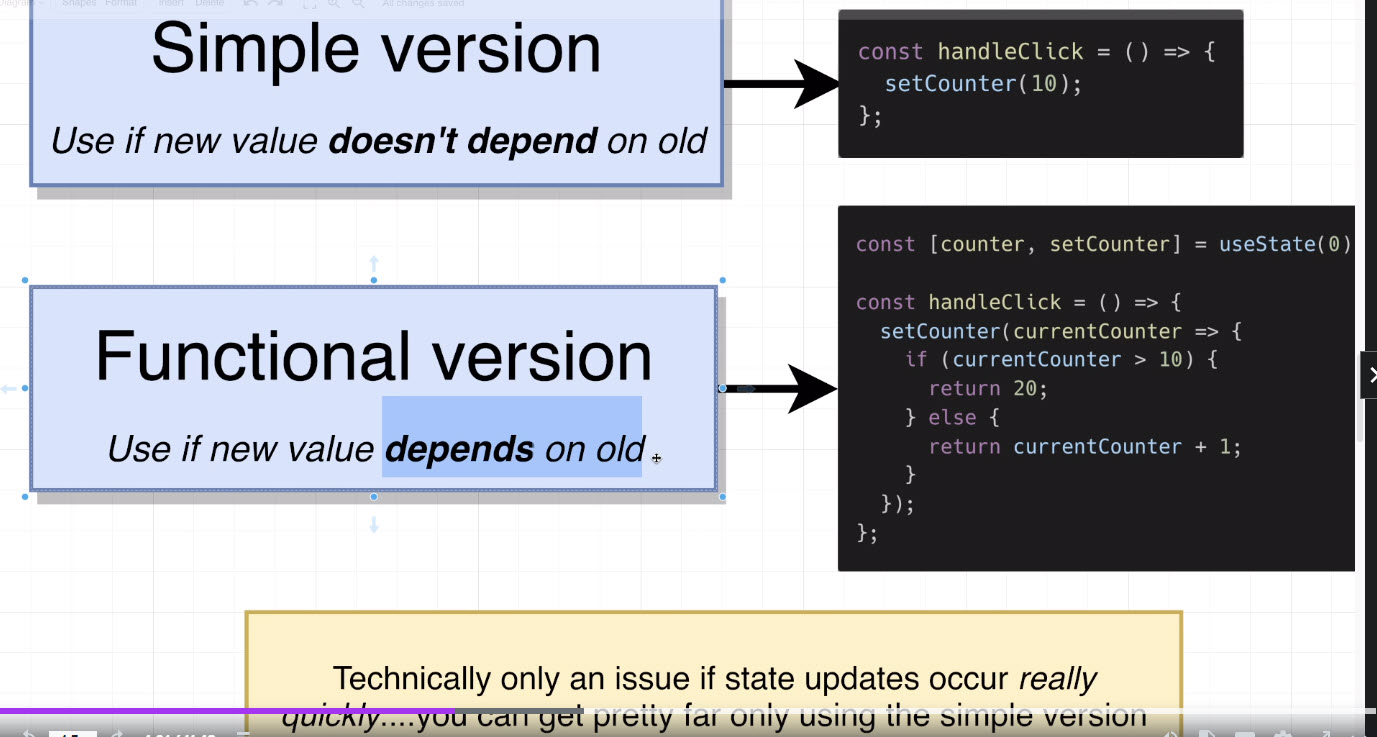 Shapes Format Insert Delete All changes saved
Simple version
Use if new value doesn't depend on old
const handleClick = () => {
  setCounter(10);
};
Functional version
Use if new value depends on old
const [counter, setCounter] = useState(0)
const handleClick = () => {
  setCounter(currentCounter => {
    if (currentCounter > 10) {
      return 20;
    } else {
      return currentCounter + 1;
    }
  });
};
Technically only an issue if state updates occur really
quickly....you can get pretty far only using the simple version